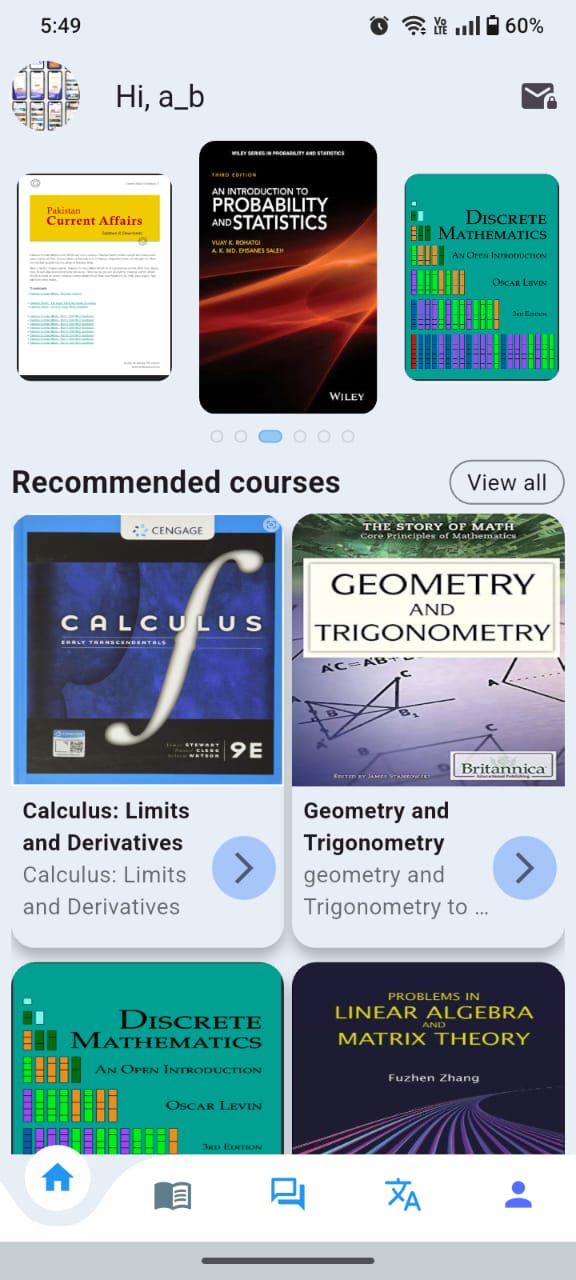 5:49
Vo
LTE
60%
Hi, a_b
Pakistan
Current Affairs
WILEY SERIES IN PROBABILITY AND STATISTICS
THIRD EDITION
AN INTRODUCTION TO
PROBABILITY
AND STATISTICS
VIJAY K. ROHATGI
A. K. MD. EHSANES SALEH
WILEY
DISCRETE
MATHEMATICS
AN OPEN INTRODUCTION
OSCAR LEVIN
3RD EDITION
Recommended courses
View all
CENGAGE
CALCULUS
EARLY TRANSCENDENTALS
JAMES STEWART
DANIEL CLEGG
SALEEM WATSON
9E
THE STORY OF MATH
Core Principles of Mathematics
GEOMETRY
AND
TRIGONOMETRY
C
A
B
B₁
C
EDITED BY JAMES STANKOWSKI
Britannica
Educational Publishing
Calculus: Limits
and Derivatives
Calculus: Limits
and Derivatives
Geometry and
Trigonometry
geometry and
Trigonometry to ...
DISCRETE
MATHEMATICS
AN OPEN INTRODUCTION
OSCAR LEVIN
3RD EDITION
PROBLEMS IN
LINEAR ALGEBRA
AND
MATRIX THEORY
Fuzhen Zhang